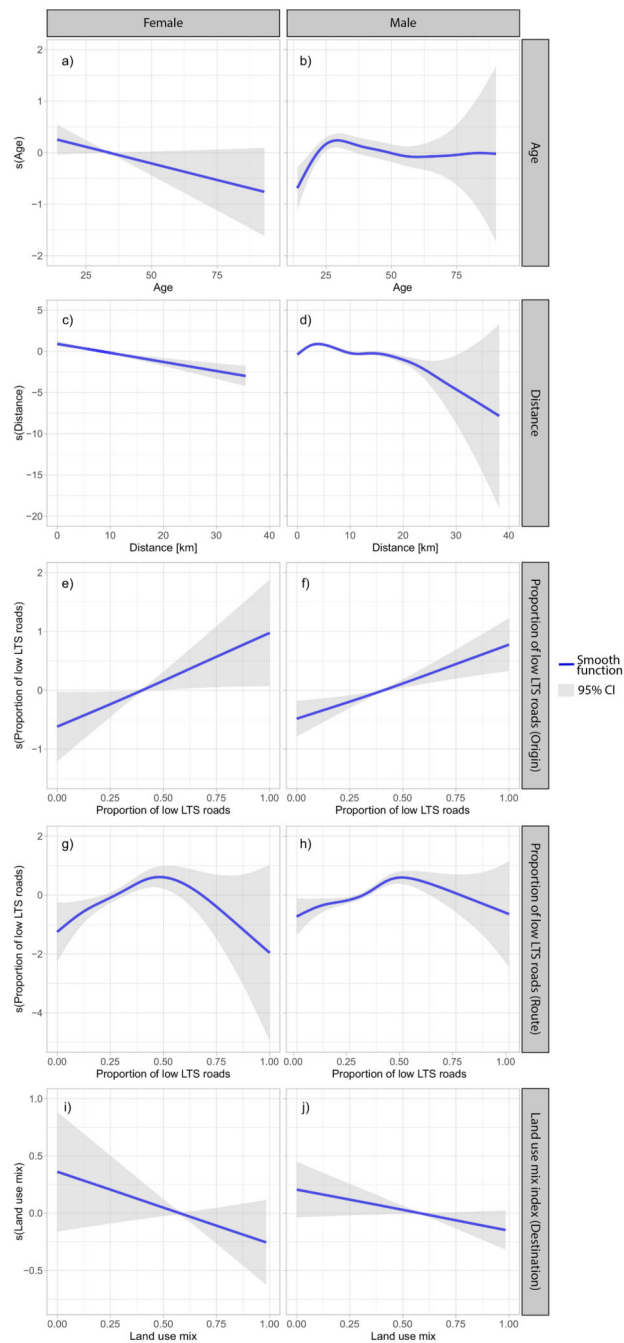 Female
Male
a)
b)
2
1
0
−1
−2
s(Age)
25
50
75
25
50
75
Age
Age
Age
c)
d)
5
0
−5
−10
−15
−20
s(Distance)
0
10
20
30
40
0
10
20
30
40
Distance [km]
Distance [km]
Distance
e)
f)
2
1
0
−1
s(Proportion of low LTS roads)
0.00
0.25
0.50
0.75
1.00
0.00
0.25
0.50
0.75
1.00
Proportion of low LTS roads
Proportion of low LTS roads
Proportion of low LTS roads (Origin)
Smooth
function
95% CI
g)
h)
2
0
−2
−4
s(Proportion of low LTS roads)
0.00
0.25
0.50
0.75
1.00
0.00
0.25
0.50
0.75
1.00
Proportion of low LTS roads
Proportion of low LTS roads
Proportion of low LTS roads (Route)
i)
j)
1.0
0.5
0.0
−0.5
s(Land use mix)
0.00
0.25
0.50
0.75
1.00
0.00
0.25
0.50
0.75
1.00
Land use mix
Land use mix
Land use mix index (Destination)